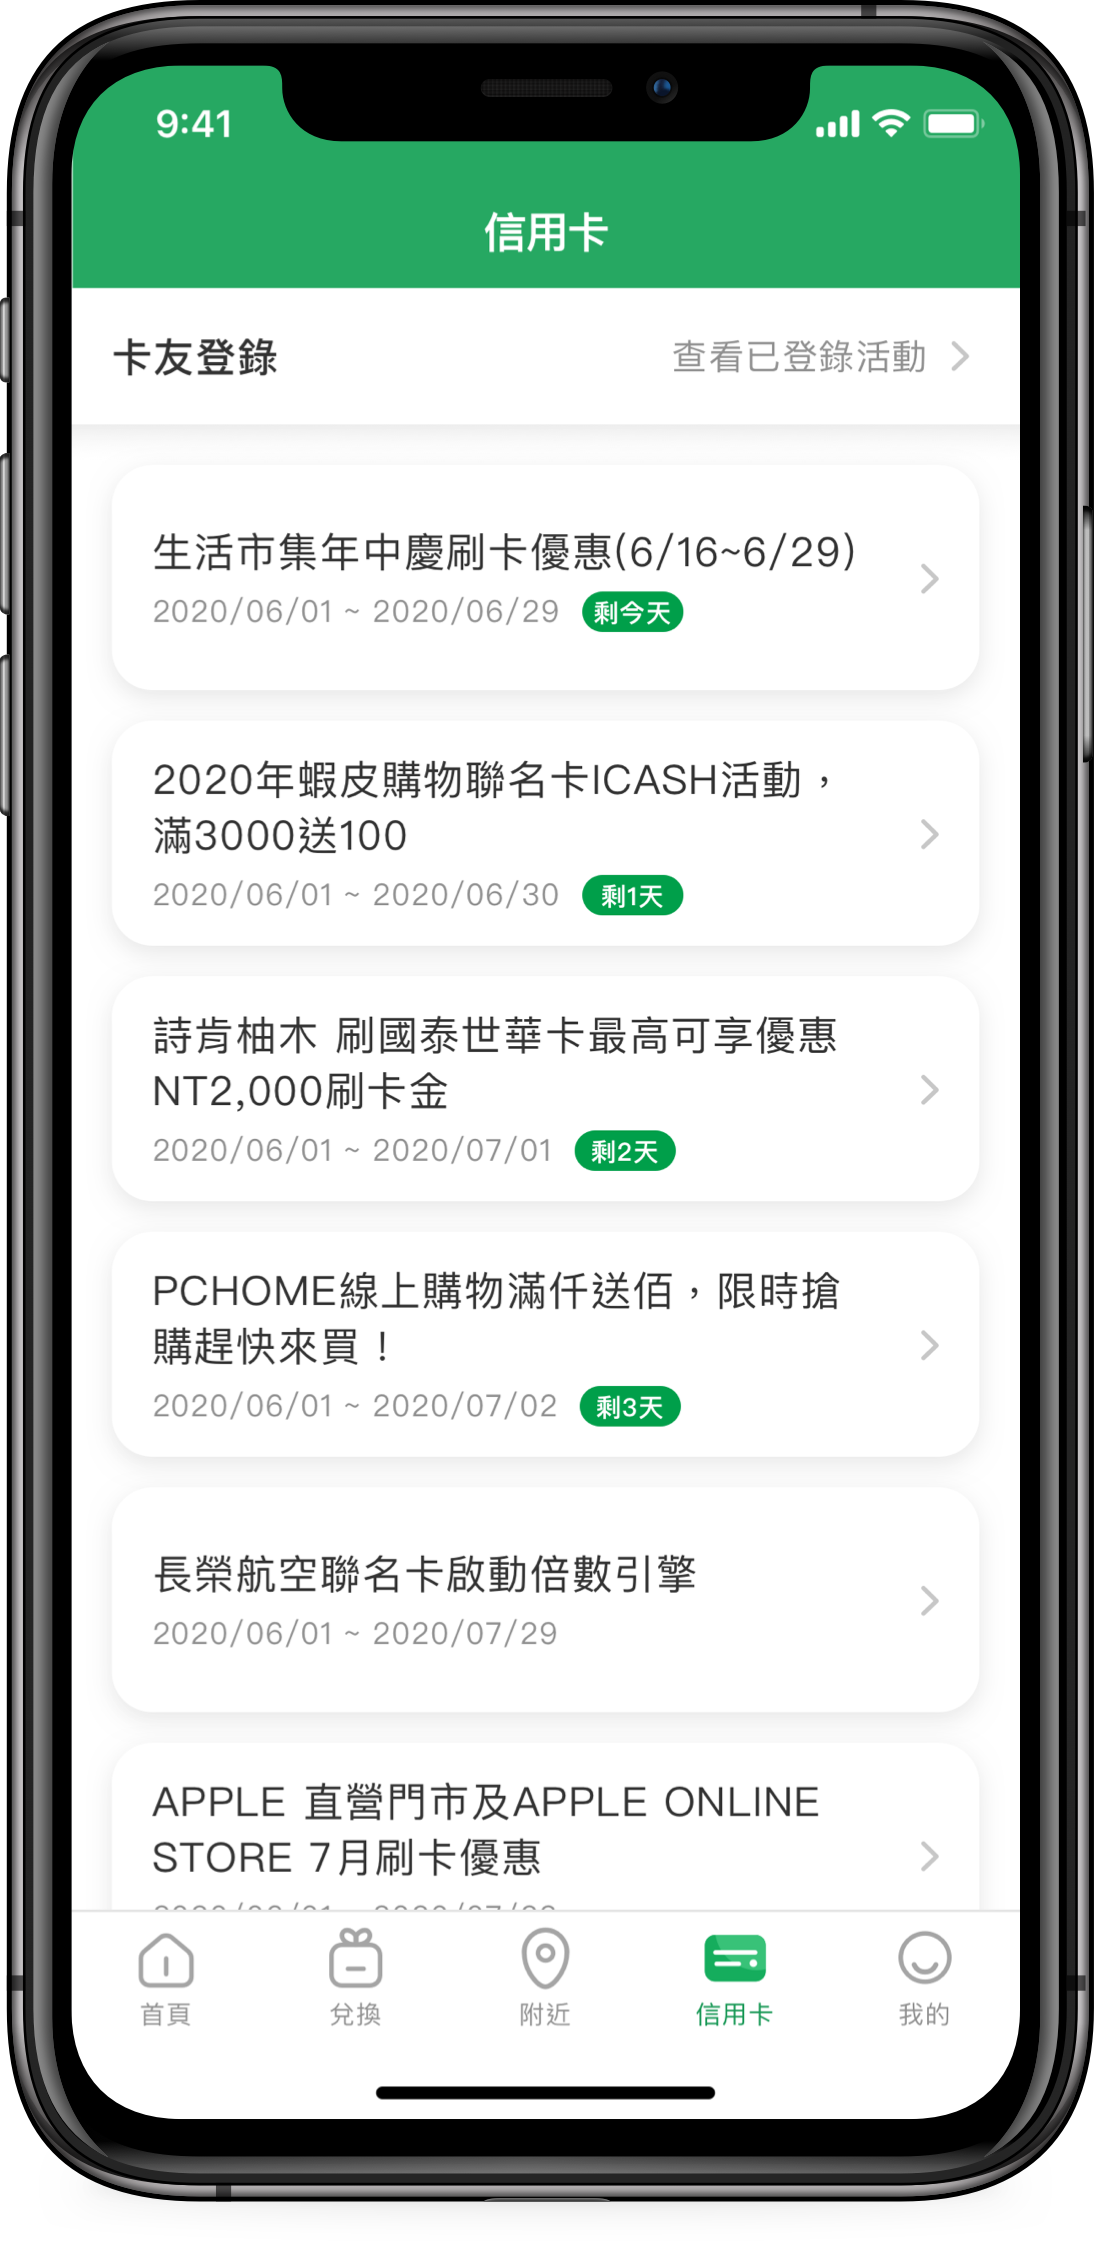 9:41
信用卡
卡友登錄
查看已登錄活動
生活市集年中慶刷卡優惠(6/16~6/29)
2020/06/01 ~ 2020/06/29 剩今天
2020年蝦皮購物聯名卡ICASH活動，
滿3000送100
2020/06/01 ~ 2020/06/30 剩1天
詩肯柚木 刷國泰世華卡最高可享優惠
NT2,000刷卡金
2020/06/01 ~ 2020/07/01 剩2天
PCHOME線上購物滿仟送佰，限時搶
購趕快來買！
2020/06/01 ~ 2020/07/02 剩3天
長榮航空聯名卡啟動倍數引擎
2020/06/01 ~ 2020/07/29
APPLE 直營門市及APPLE ONLINE
STORE 7月刷卡優惠
首頁
兌換
附近
信用卡
我的